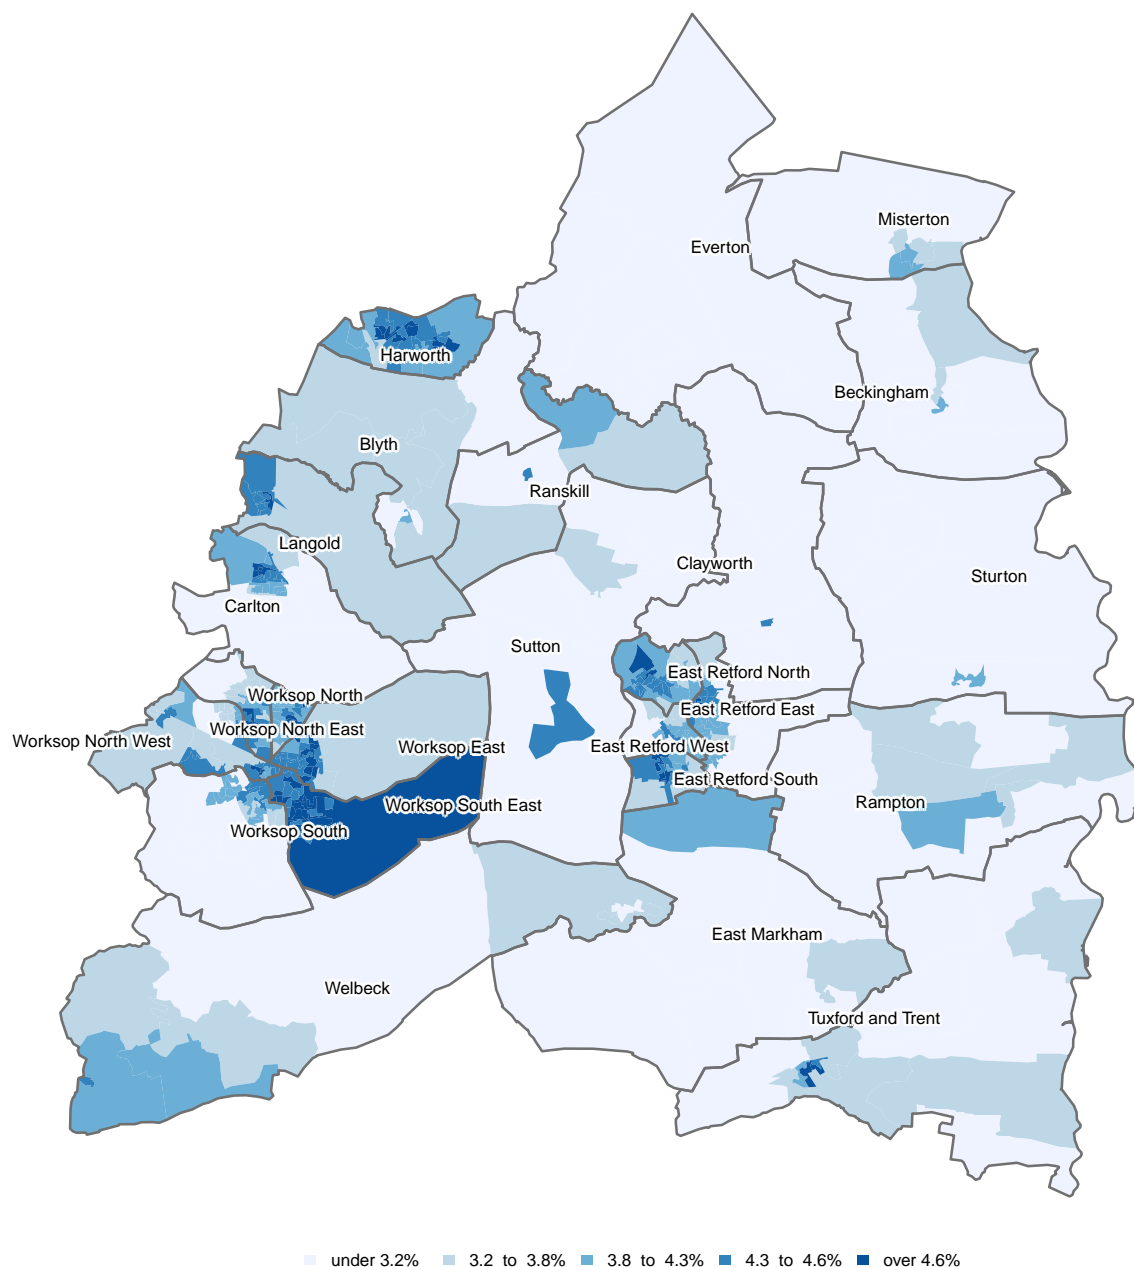 Misterton
Everton
Harworth
Beckingham
Blyth
Ranskill
Langold
Clayworth
Sturton
Carlton
Sutton
East Retford North
Worksop North
East Retford East
Worksop North East
Worksop North West
East Retford West
Worksop East
East Retford South
Worksop South East
Rampton
Worksop South
East Markham
Welbeck
Tuxford and Trent
under 3.2% 3.2 to 3.8% 3.8 to 4.3% 4.3 to 4.6% over 4.6%